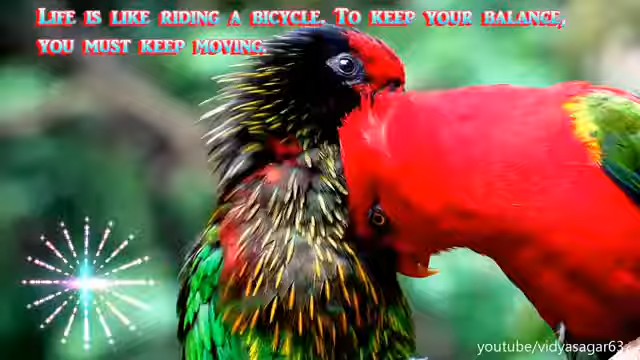 Life is like riding a bicycle. To keep your balance,
you must keep moving.
youtube/vidyasagar63